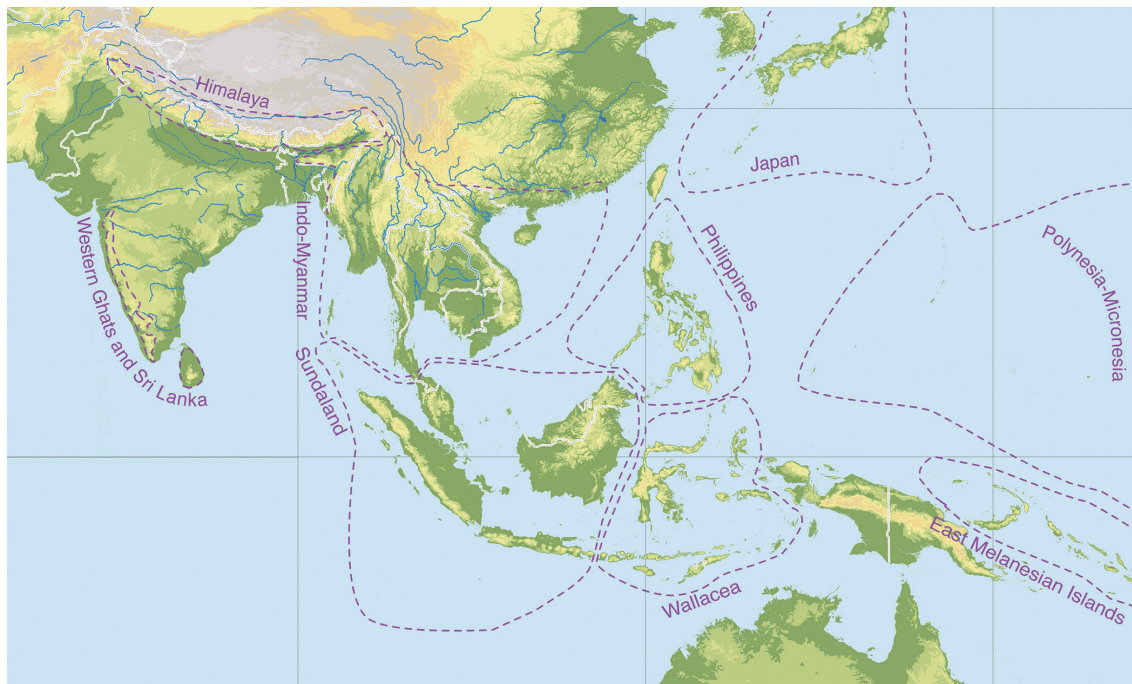 Himalaya
Japan
Philippines
Indo-Myanmar
Western Ghats and Sri Lanka
Polynesia-Micronesia
Sundaland
East Melanesian Islands
Wallacea